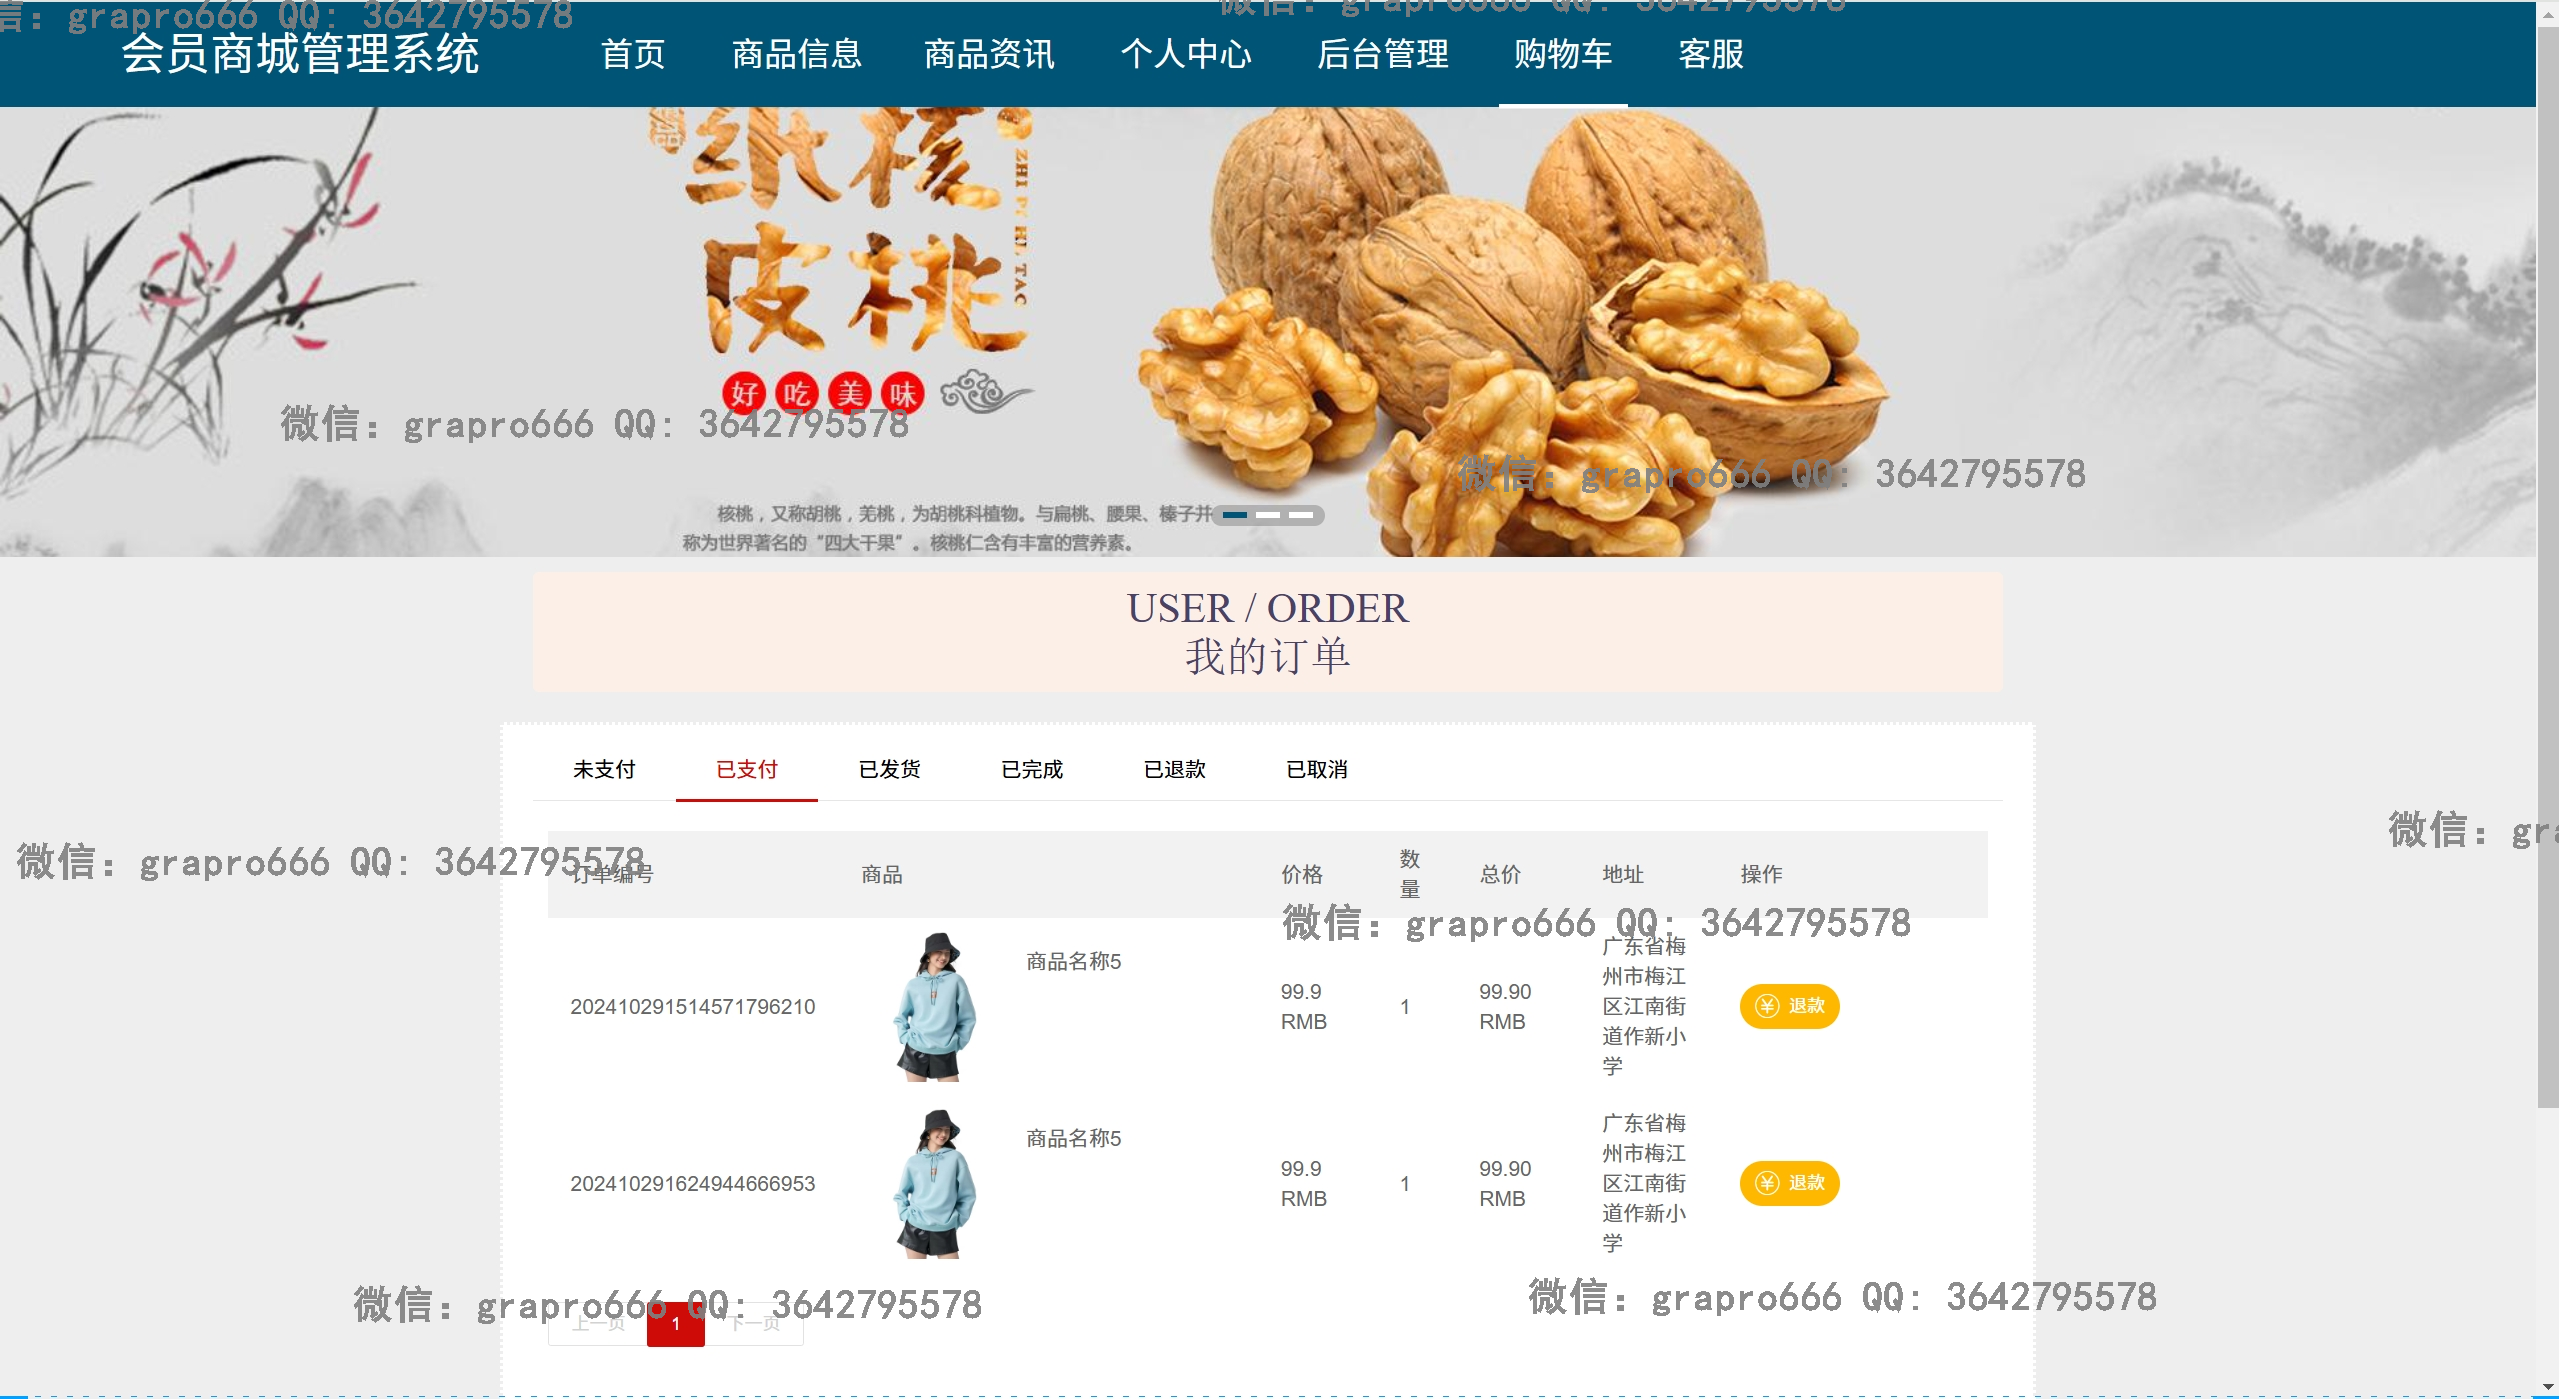 微信：grapro666 QQ: 3642795578
会员商城管理系统 首页 商品信息 商品资讯 个人中心 后台管理 购物车 客服
纸核
皮桃
ZHI PI HE TAO
好吃美味
微信：grapro666 QQ: 3642795578
微信：grapro666 QQ: 3642795578
核桃，又称胡桃，羌桃，为胡桃科植物。与扁桃、腰果、榛子并
称为世界著名的“四大干果”。核桃仁含有丰富的营养素。
USER / ORDER
我的订单
未支付 已支付 已发货 已完成 已退款 已取消
微信：grapro666 QQ: 3642795578
订单编号 商品 价格 数量 总价 地址 操作
微信：grapro666 QQ: 3642795578
202410291514571796210 商品名称5 99.9 RMB 1 99.90 RMB 广东省梅州市梅江区江南街道作新小学 退款
202410291624944666953 商品名称5 99.9 RMB 1 99.90 RMB 广东省梅州市梅江区江南街道作新小学 退款
微信：grapro666 QQ: 3642795578
微信：grapro666 QQ: 3642795578
上一页 1 下一页